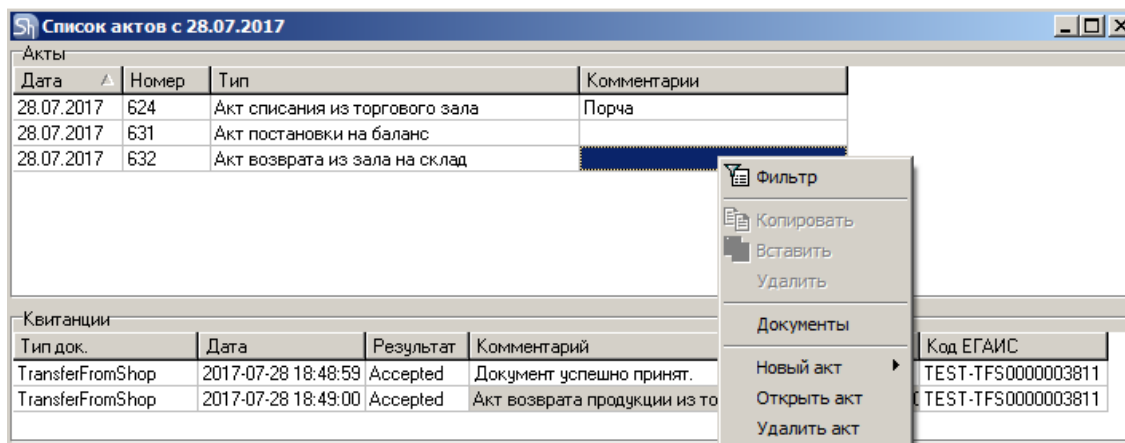 Sh Список актов с 28.07.2017
Акты
Дата Номер Тип Комментарии
28.07.2017 624 Акт списания из торгового зала Порча
28.07.2017 631 Акт постановки на баланс
28.07.2017 632 Акт возврата из зала на склад
Фильтр
Копировать
Вставить
Удалить
Документы
Новый акт
Открыть акт
Удалить акт
Квитанции
Тип док. Дата Результат Комментарий Код ЕГАИС
TransferFromShop 2017-07-28 18:48:59 Accepted Документ успешно принят. TEST-TFS0000003811
TransferFromShop 2017-07-28 18:49:00 Accepted Акт возврата продукции из то TEST-TFS0000003811